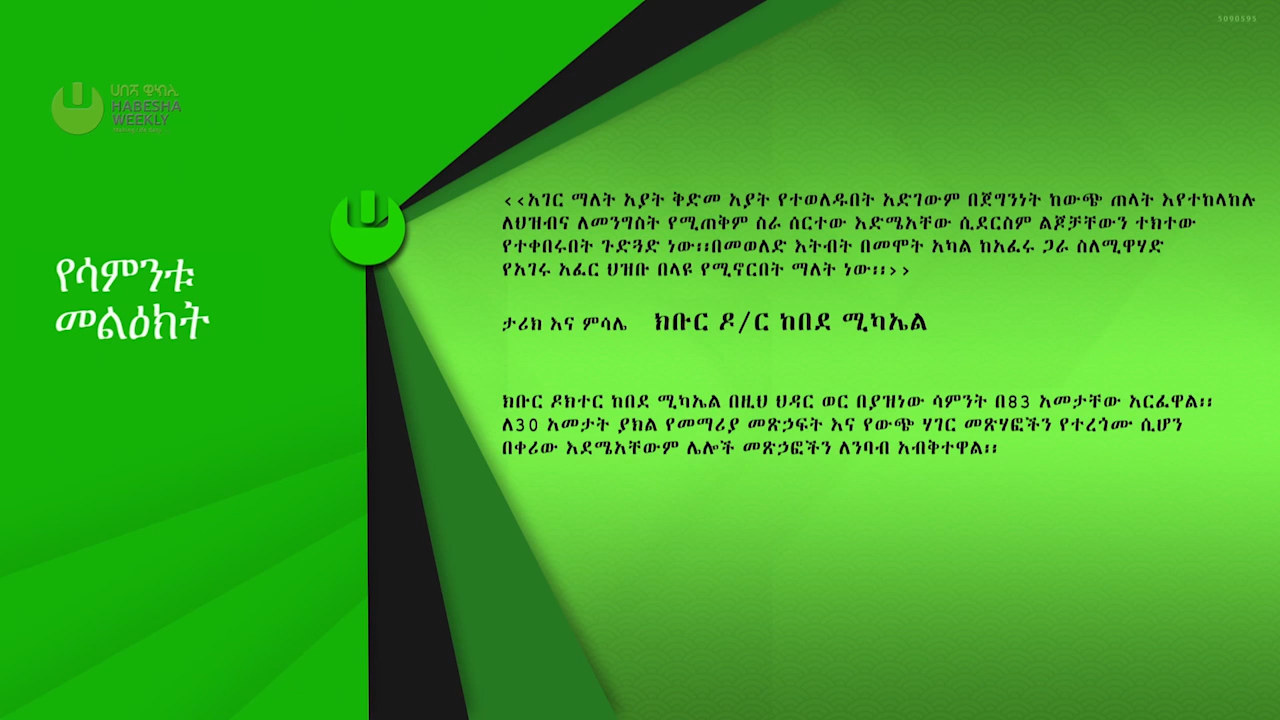 5090595
ሀበሻ ዊክሊ
HABESHA
WEEKLY
የሳምንቱ
መልዕክት
<<አገር ማለት አያት ቅድመ አያት የተወለዱበት አድገውም በጀግንነት ከውጭ ጠላት እየተከላከሉ
ለህዝብና ለመንግስት የሚጠቅም ስራ ሰርተው እድሜአቸው ሲደርስም ልጆቻቸውን ተክተው
የተቀበሩበት ጉድጓድ ነው፡፡በመወለድ እትብት በመሞት አካል ከአፈሩ ጋራ ስለሚዋሃድ
የአገሩ አፈር ህዝቡ በላዩ የሚኖርበት ማለት ነው፡፡>>
ታሪክ እና ምሳሌ ክቡር ዶ/ር ከበደ ሚካኤል
ክቡር ዶክተር ከበደ ሚካኤል በዚህ ህዳር ወር በያዝነው ሳምንት በ83 አመታቸው አርፈዋል፡፡
ለ30 አመታት ያክል የመማሪያ መጽኃፍት እና የውጭ ሃገር መጽሃፎችን የተረጎሙ ሲሆን
በቀሪው እደሜአቸውም ሌሎች መጽኃፎችን ለንባብ አብቅተዋል፡፡